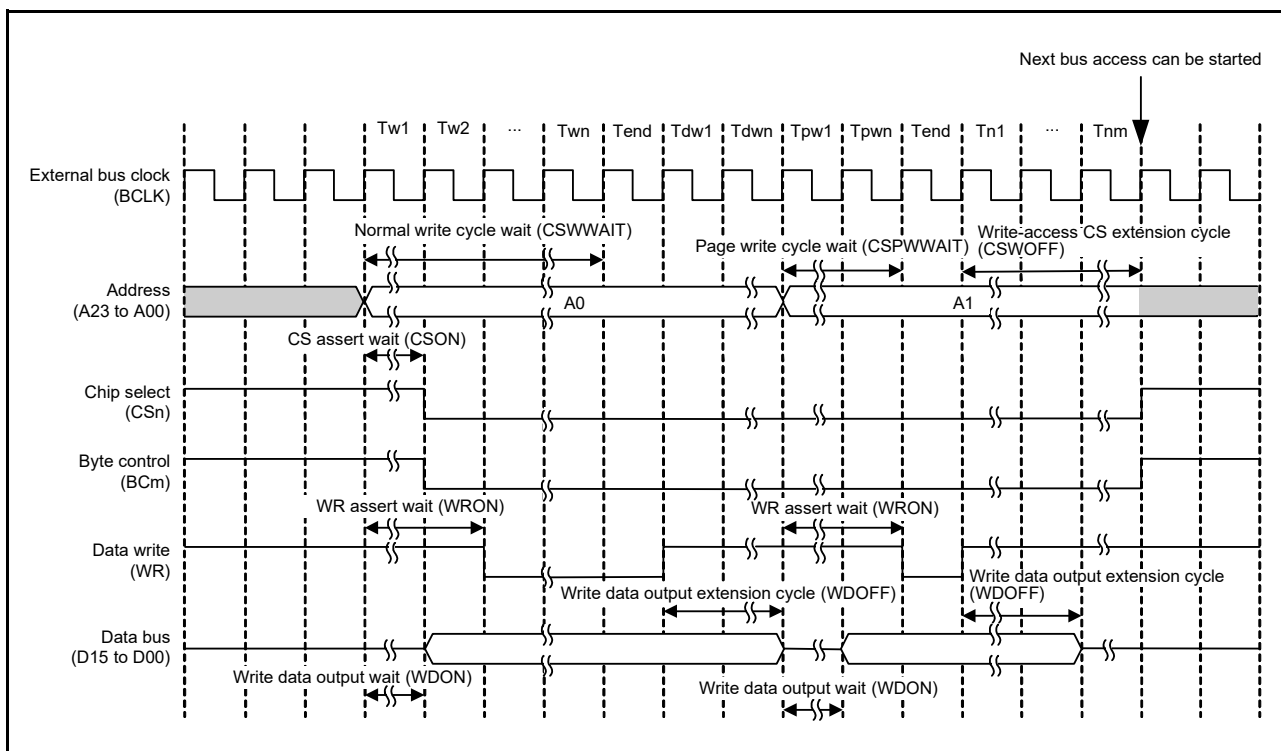 Next bus access can be started
Tw1 Tw2 ... Twn Tend Tdw1 Tdwn Tpw1 Tpwn Tend Tn1 ... Tnm
External bus clock
(BCLK)
Normal write cycle wait (CSWWAIT)
Page write cycle wait (CSPWWAIT)
Write-access CS extension cycle
(CSWOFF)
Address
(A23 to A00)
A0
A1
CS assert wait (CSON)
Chip select
(CSn)
Byte control
(BCm)
WR assert wait (WRON)
WR assert wait (WRON)
Data write
(WR)
Write data output extension cycle (WDOFF)
Write data output extension cycle
(WDOFF)
Data bus
(D15 to D00)
Write data output wait (WDON)
Write data output wait (WDON)